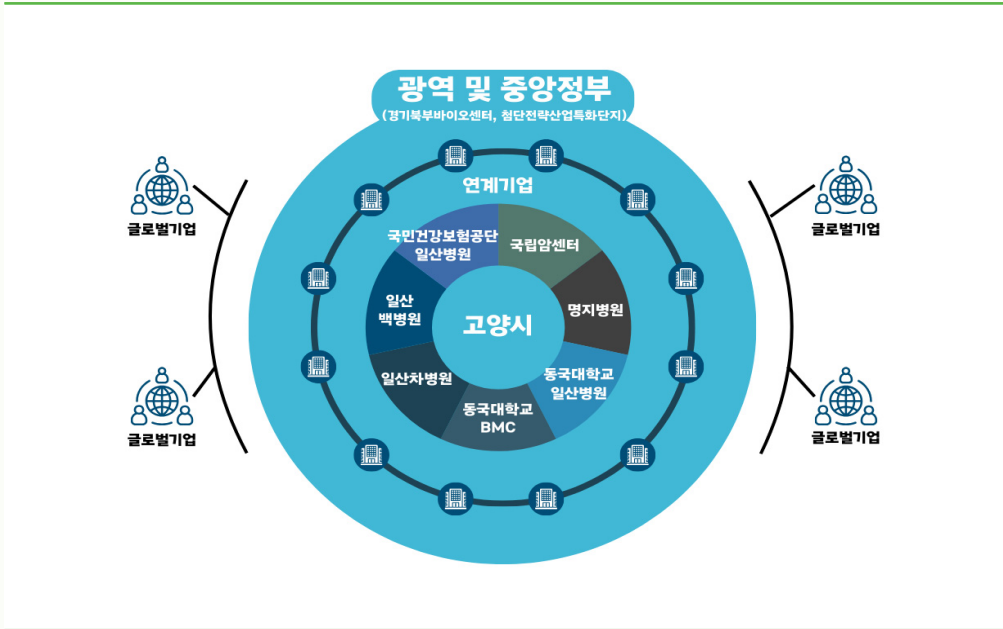 광역 및 중앙정부
(경기북부바이오센터, 첨단전략산업특화단지)
연계기업
국민건강보험공단
일산병원
국립암센터
일산
백병원
고양시
명지병원
일산차병원
동국대학교
일산병원
동국대학교
BMC
글로벌기업
글로벌기업
글로벌기업
글로벌기업